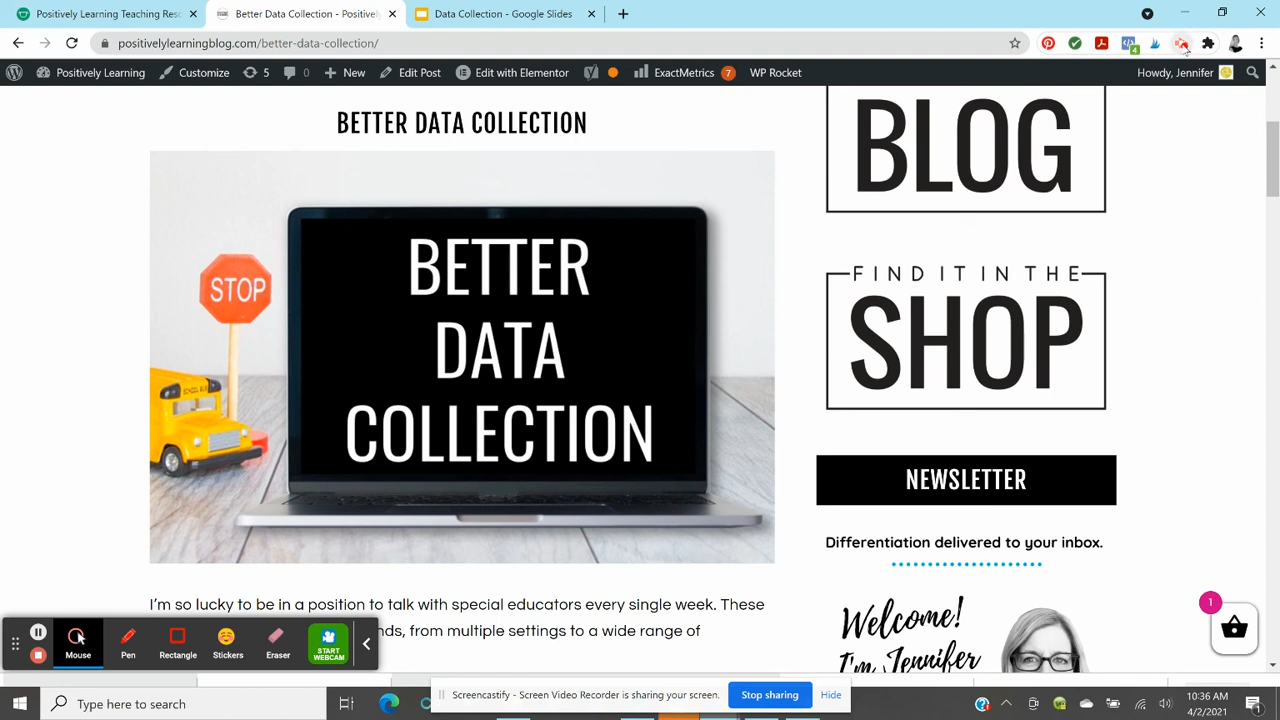 Positively Learning Teaching Res
Better Data Collection - Positive
Data Collection - Google Slides
positivelylearningblog.com/better-data-collection/
4
Positively Learning
Customize
5
0
New
Edit Post
Edit with Elementor
ExactMetrics
7
WP Rocket
Howdy, Jennifer
BETTER DATA COLLECTION
STOP
SCHOOL BUS
BETTER
DATA
COLLECTION
I'm so lucky to be in a position to talk with special educators every single week. These
nds, from multiple settings to a wide range of
BLOG
FIND IT IN THE
SHOP
NEWSLETTER
Differentiation delivered to your inbox.
Welcome!
I'm Jennifer
1
Mouse
Pen
Rectangle
Stickers
Eraser
START
WEBCAM
Screencastify - Screen Video Recorder is sharing your screen.
Stop sharing
Hide
Type here to search
10:36 AM
4/2/2021
1